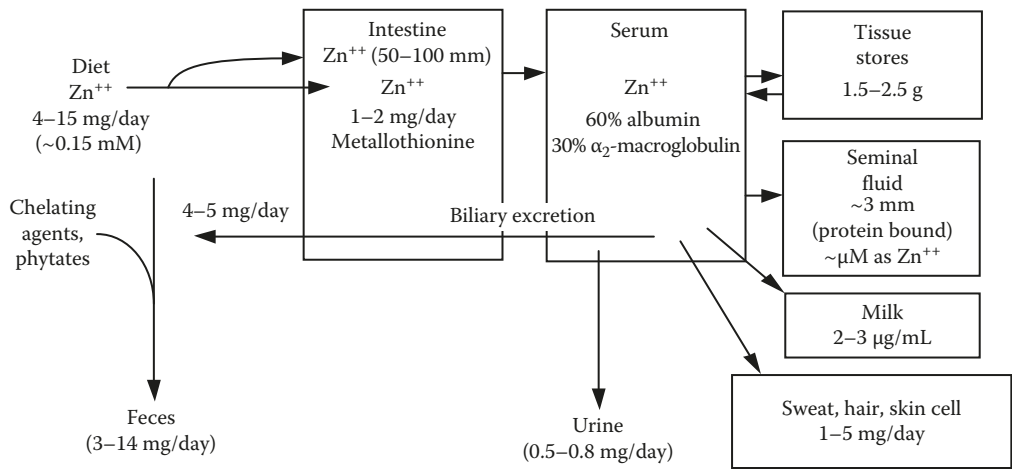 Diet
Zn⁺⁺
4–15 mg/day
(~0.15 mM)
Chelating
agents,
phytates
Feces
(3–14 mg/day)
Intestine
Zn⁺⁺ (50–100 mm)
Zn⁺⁺
1–2 mg/day
Metallothionine
4–5 mg/day
Biliary excretion
Serum
Zn⁺⁺
60% albumin
30% α₂-macroglobulin
Urine
(0.5–0.8 mg/day)
Tissue
stores
1.5–2.5 g
Seminal
fluid
~3 mm
(protein bound)
~μM as Zn⁺⁺
Milk
2–3 μg/mL
Sweat, hair, skin cell
1–5 mg/day